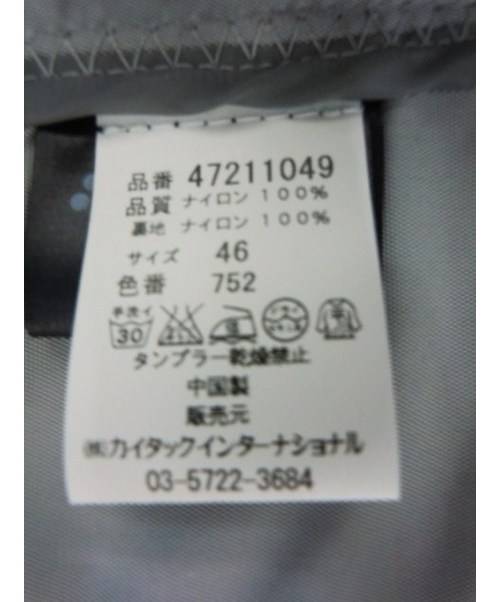 品番 47211049
品質 ナイロン 100%
裏地 ナイロン 100%
サイズ 46
色番 752
手洗イ
30
タンブラー乾燥禁止
中国製
販売元
㈱カイタックインターナショナル
03-5722-3684